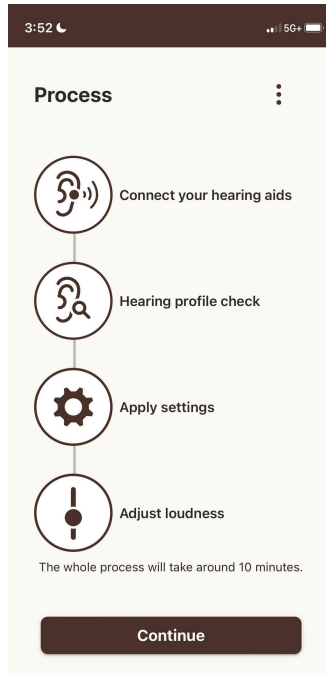 3:52
5G+
Process
Connect your hearing aids
Hearing profile check
Apply settings
Adjust loudness
The whole process will take around 10 minutes.
Continue